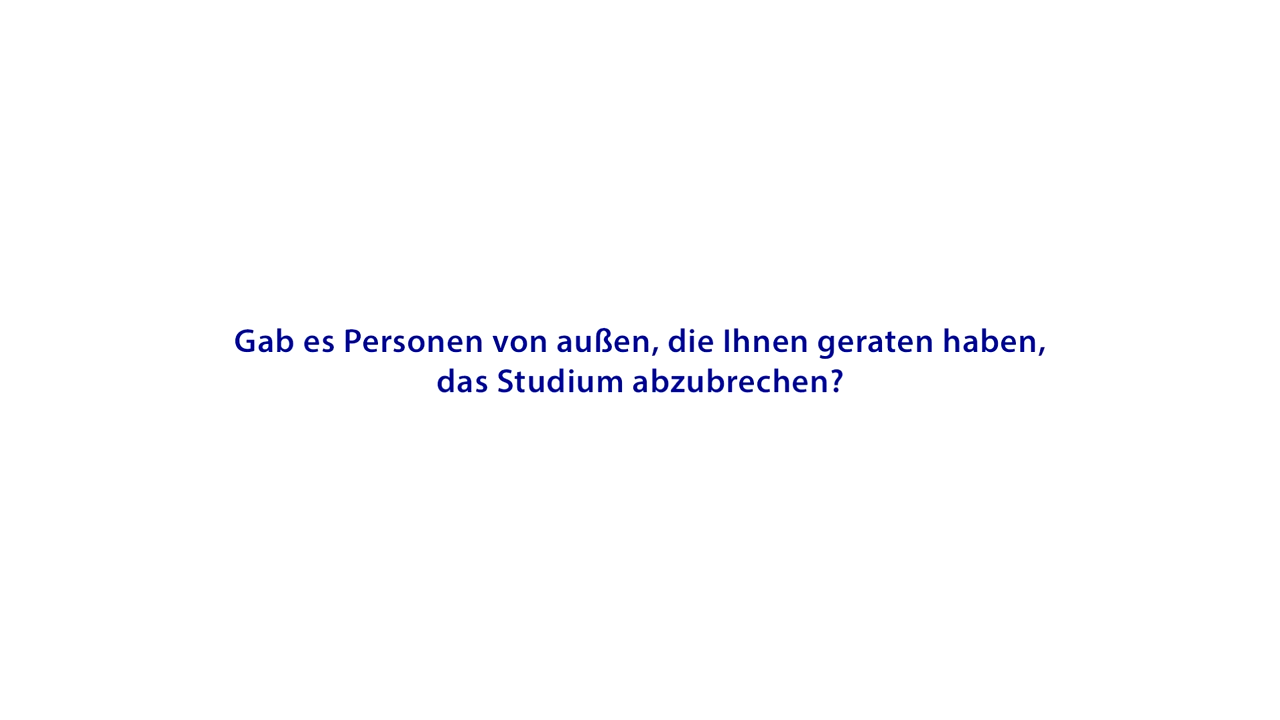 Gab es Personen von außen, die Ihnen geraten haben,
das Studium abzubrechen?